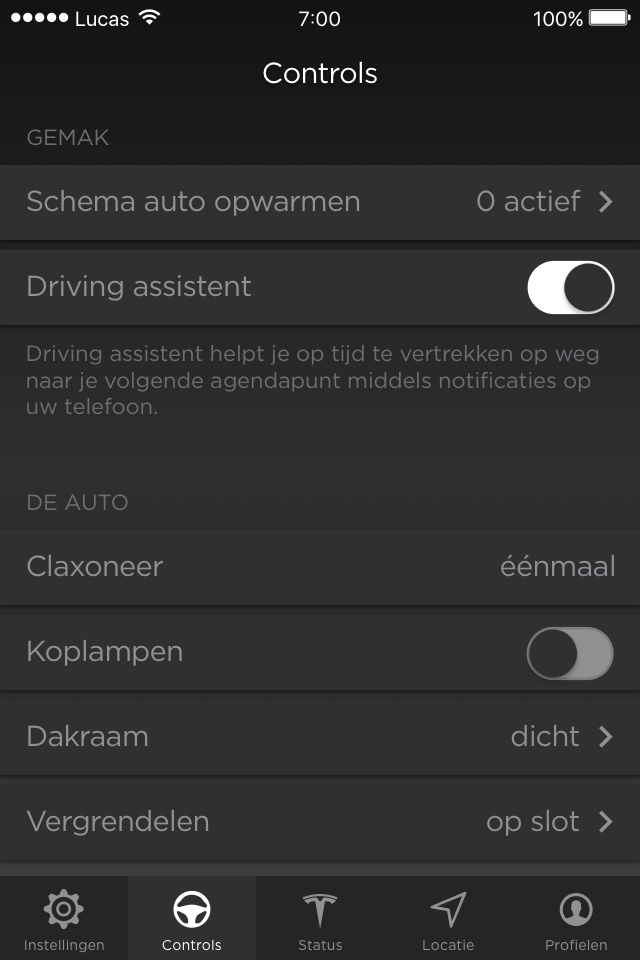 Lucas 7:00 100%
Controls
GEMAK
Schema auto opwarmen 0 actief
Driving assistent
Driving assistent helpt je op tijd te vertrekken op weg
naar je volgende agendapunt middels notificaties op
uw telefoon.
DE AUTO
Claxoneer éénmaal
Koplampen
Dakraam dicht
Vergrendelen op slot
Instellingen Controls Status Locatie Profielen